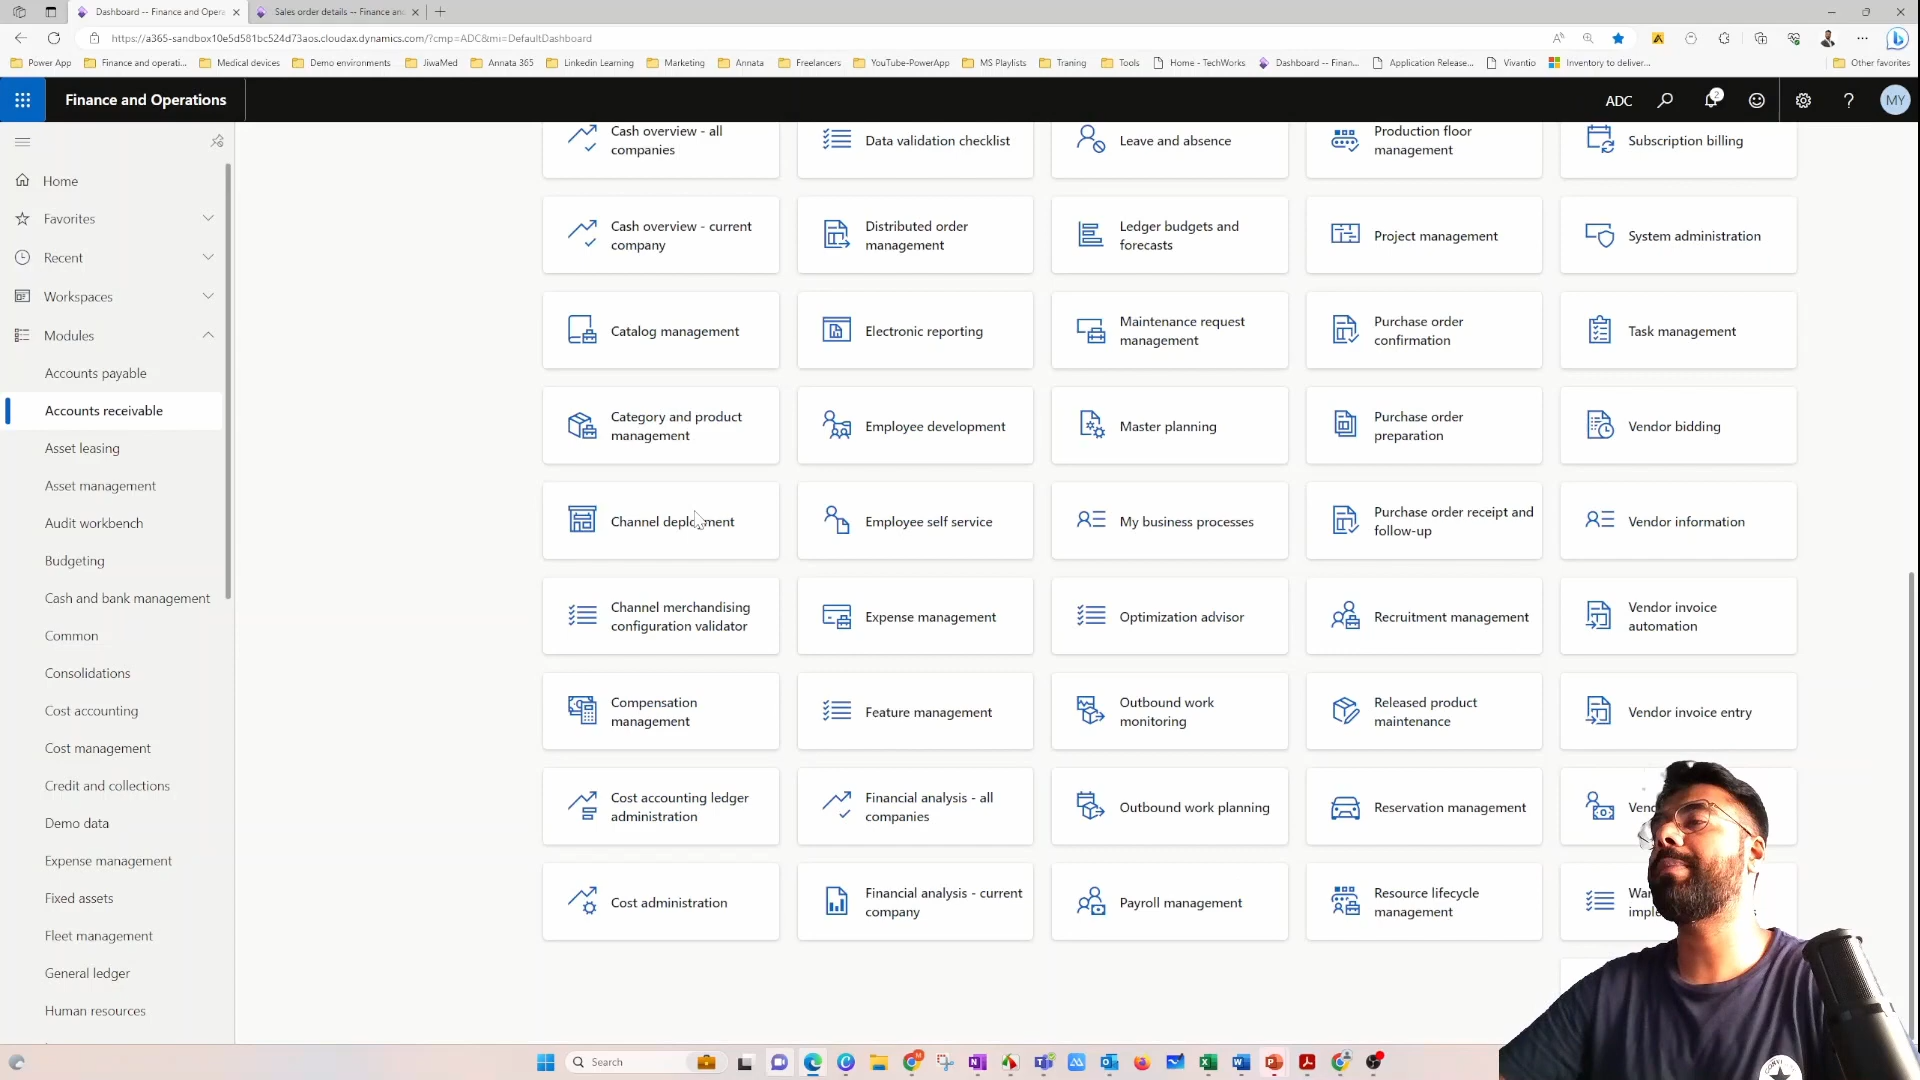 Dashboard -- Finance and Opera
Sales order details -- Finance and
https://a365-sandbox10e5d581bc524d73aos.cloudax.dynamics.com/?cmp=ADC&mi=DefaultDashboard
Power App
Finance and operati...
Medical devices
Demo environments
JiwaMed
Annata 365
Linkedin Learning
Marketing
Annata
Freelancers
YouTube-PowerApp
MS Playlists
Traning
Tools
Home - TechWorks
Dashboard -- Finan...
Application Release...
Vivantio
Inventory to deliver...
Other favorites
Finance and Operations
ADC
2
?
MY
Home
Favorites
Recent
Workspaces
Modules
Accounts payable
Accounts receivable
Asset leasing
Asset management
Audit workbench
Budgeting
Cash and bank management
Common
Consolidations
Cost accounting
Cost management
Credit and collections
Demo data
Expense management
Fixed assets
Fleet management
General ledger
Human resources
Cash overview - all
companies
Data validation checklist
Leave and absence
Production floor
management
Subscription billing
Cash overview - current
company
Distributed order
management
Ledger budgets and
forecasts
Project management
System administration
Catalog management
Electronic reporting
Maintenance request
management
Purchase order
confirmation
Task management
Category and product
management
Employee development
Master planning
Purchase order
preparation
Vendor bidding
Channel deployment
Employee self service
My business processes
Purchase order receipt and
follow-up
Vendor information
Channel merchandising
configuration validator
Expense management
Optimization advisor
Recruitment management
Vendor invoice
automation
Compensation
management
Feature management
Outbound work
monitoring
Released product
maintenance
Vendor invoice entry
Cost accounting ledger
administration
Financial analysis - all
companies
Outbound work planning
Reservation management
Cost administration
Financial analysis - current
company
Payroll management
Resource lifecycle
management
Search